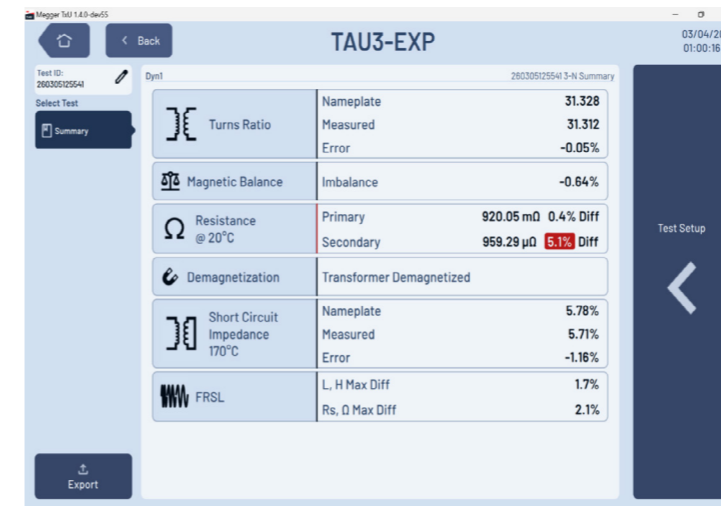 Megger TxU 1.4.0-dev55
Back
TAU3-EXP
03/04/20
01:00:16
Test ID:
260305125541
Select Test
Summary
Dyn1
260305125541 3-N Summary
Turns Ratio
Nameplate 31.328
Measured 31.312
Error -0.05%
Magnetic Balance
Imbalance -0.64%
Resistance
@ 20°C
Primary 920.05 mΩ 0.4% Diff
Secondary 959.29 µΩ 5.1% Diff
Demagnetization
Transformer Demagnetized
Short Circuit
Impedance
170°C
Nameplate 5.78%
Measured 5.71%
Error -1.16%
FRSL
L, H Max Diff 1.7%
Rs, Ω Max Diff 2.1%
Test Setup
Export